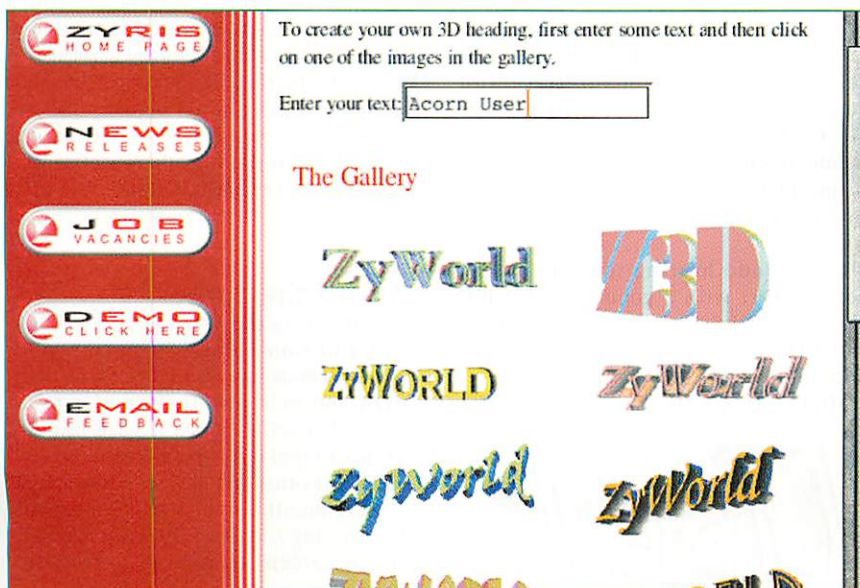 ZYRIS
HOME PAGE
NEWS
RELEASES
JOB
VACANCIES
DEMO
CLICK HERE
EMAIL
FEEDBACK
To create your own 3D heading, first enter some text and then click
on one of the images in the gallery.
Enter your text: Acorn User
The Gallery
ZyWorld
Z3D
ZYWORLD
ZyWorld
ZyWorld
ZyWorld